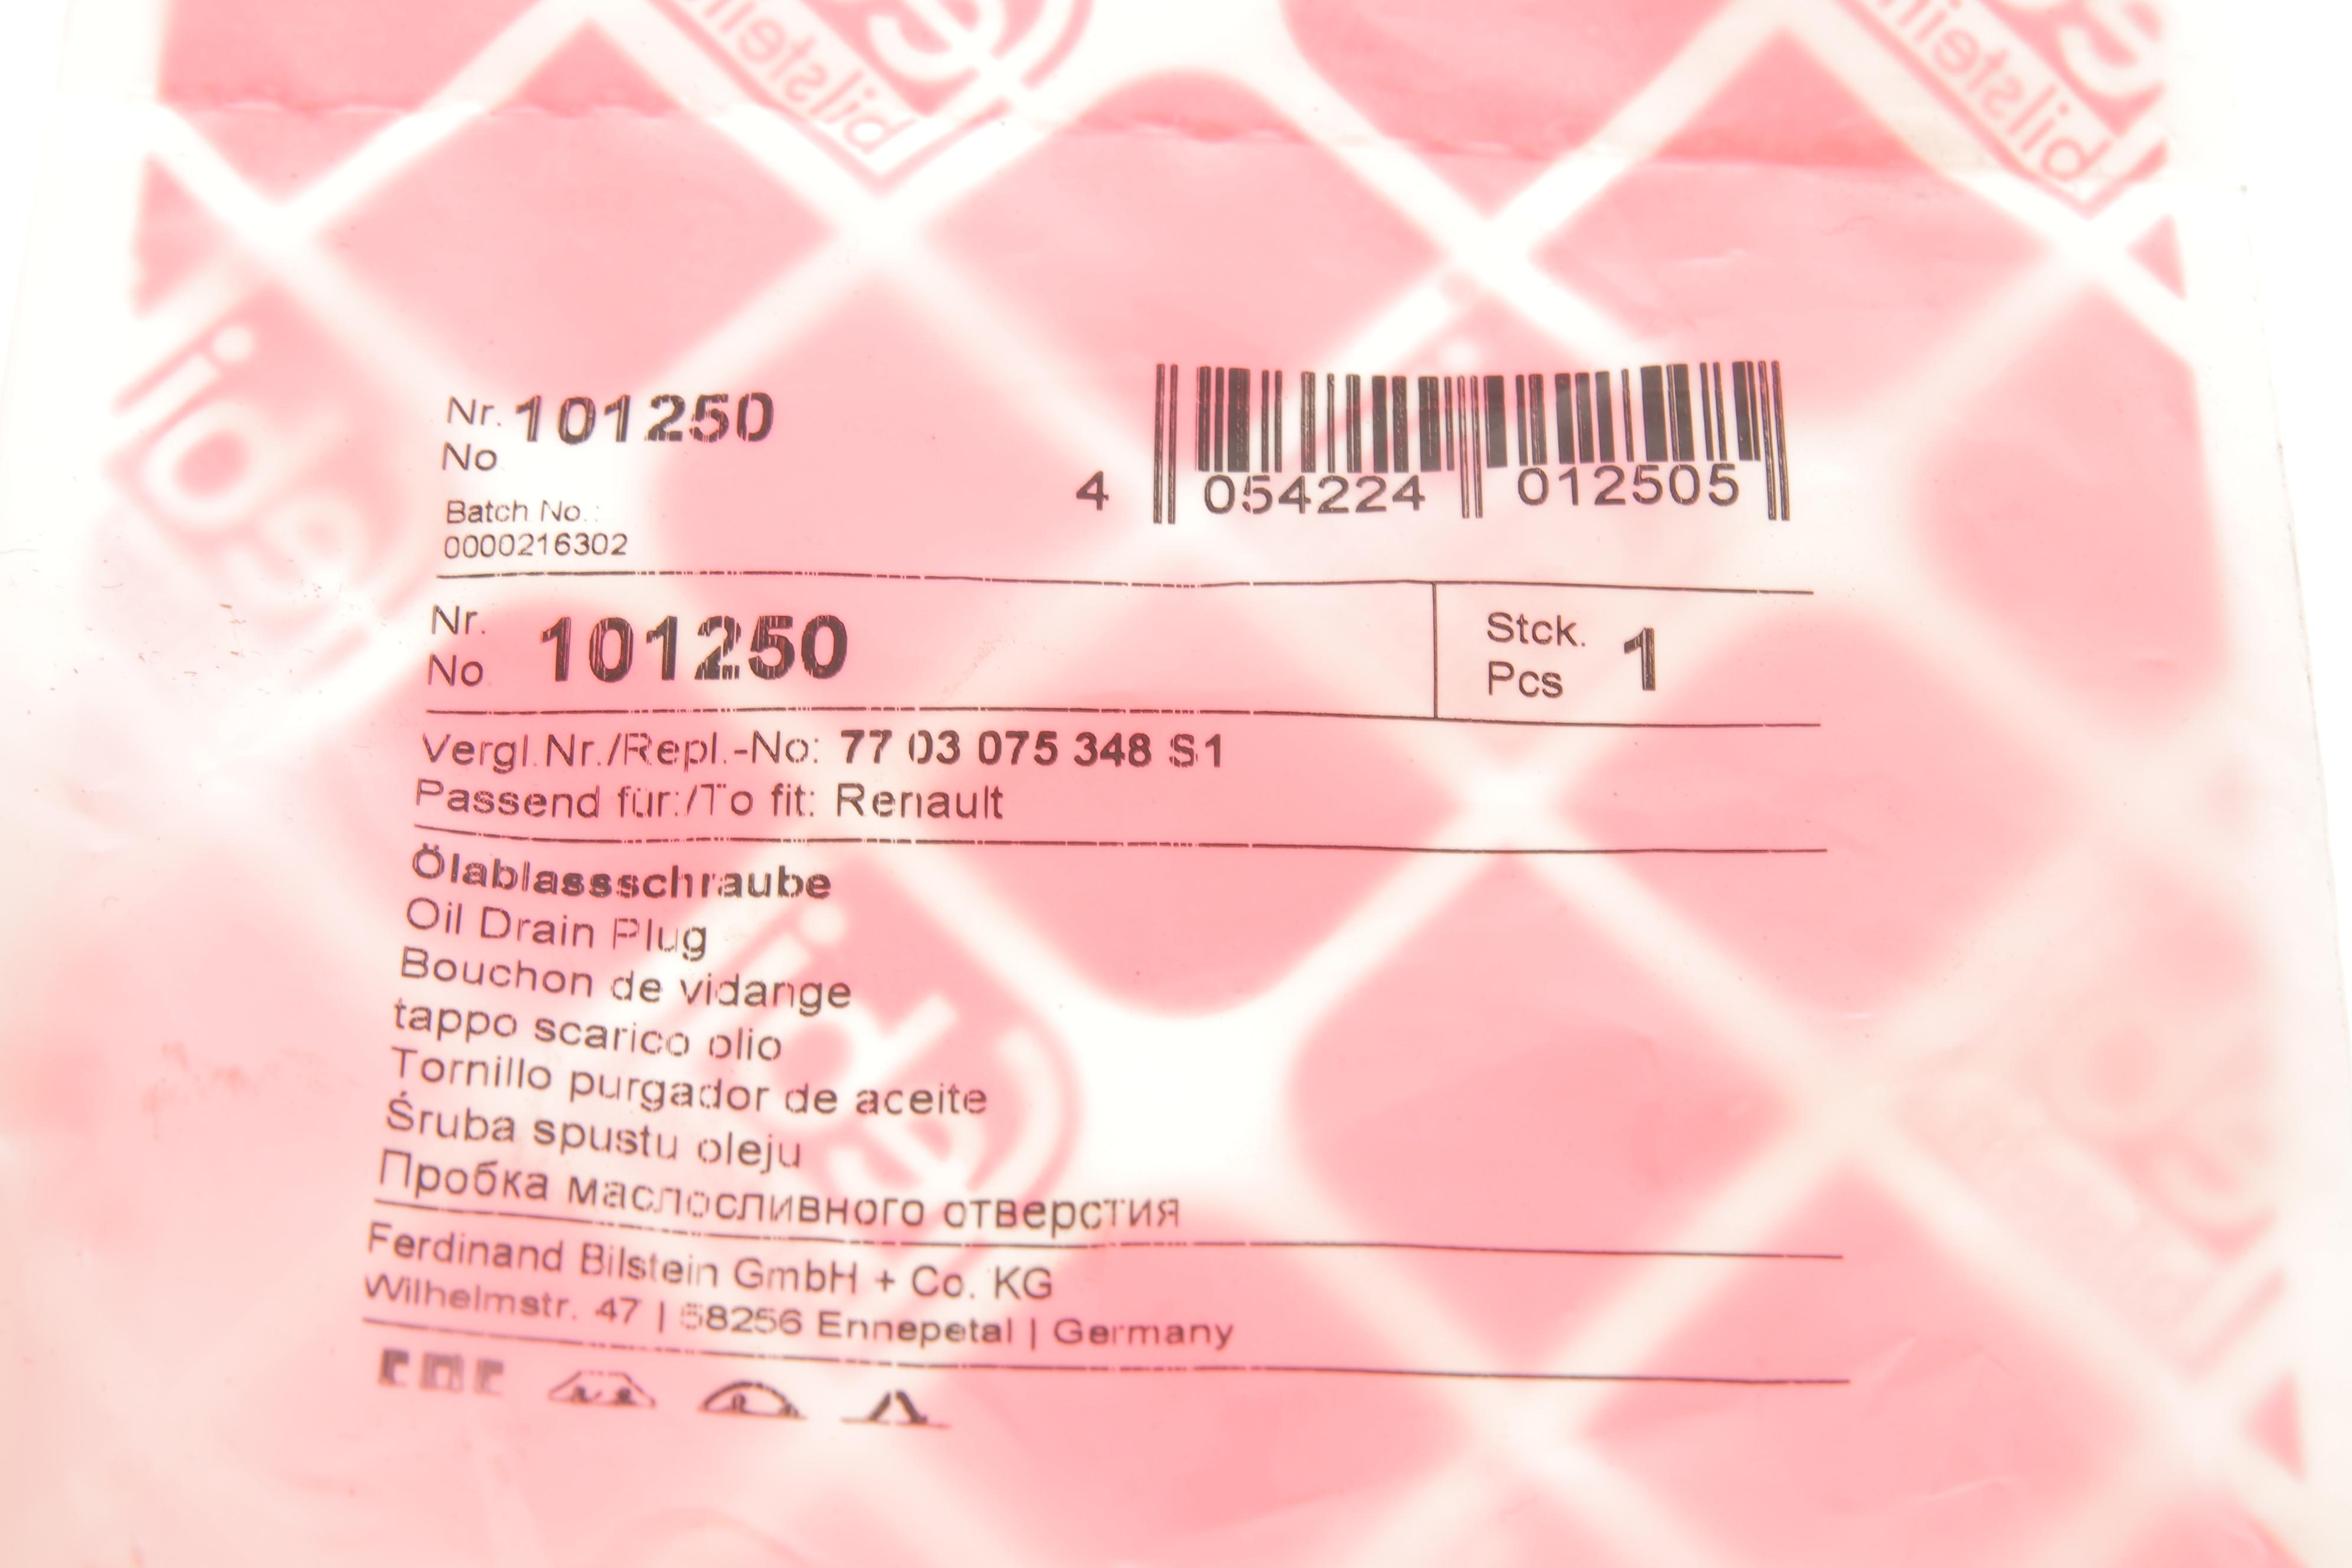 bilstein
bilstein
Nr. 101250
No
Batch No.:
0000216302
4 054224 012505
Nr.
No 101250
Stck.
Pcs 1
Vergl.Nr./Repl.-No: 77 03 075 348 S1
Passend für:/To fit: Renault
Ölablassschraube
Oil Drain Plug
Bouchon de vidange
tappo scarico olio
Tornillo purgador de aceite
Śruba spustu oleju
Пробка маслосливного отверстия
Ferdinand Bilstein GmbH + Co. KG
Wilhelmstr. 47 | 58256 Ennepetal | Germany
EAC